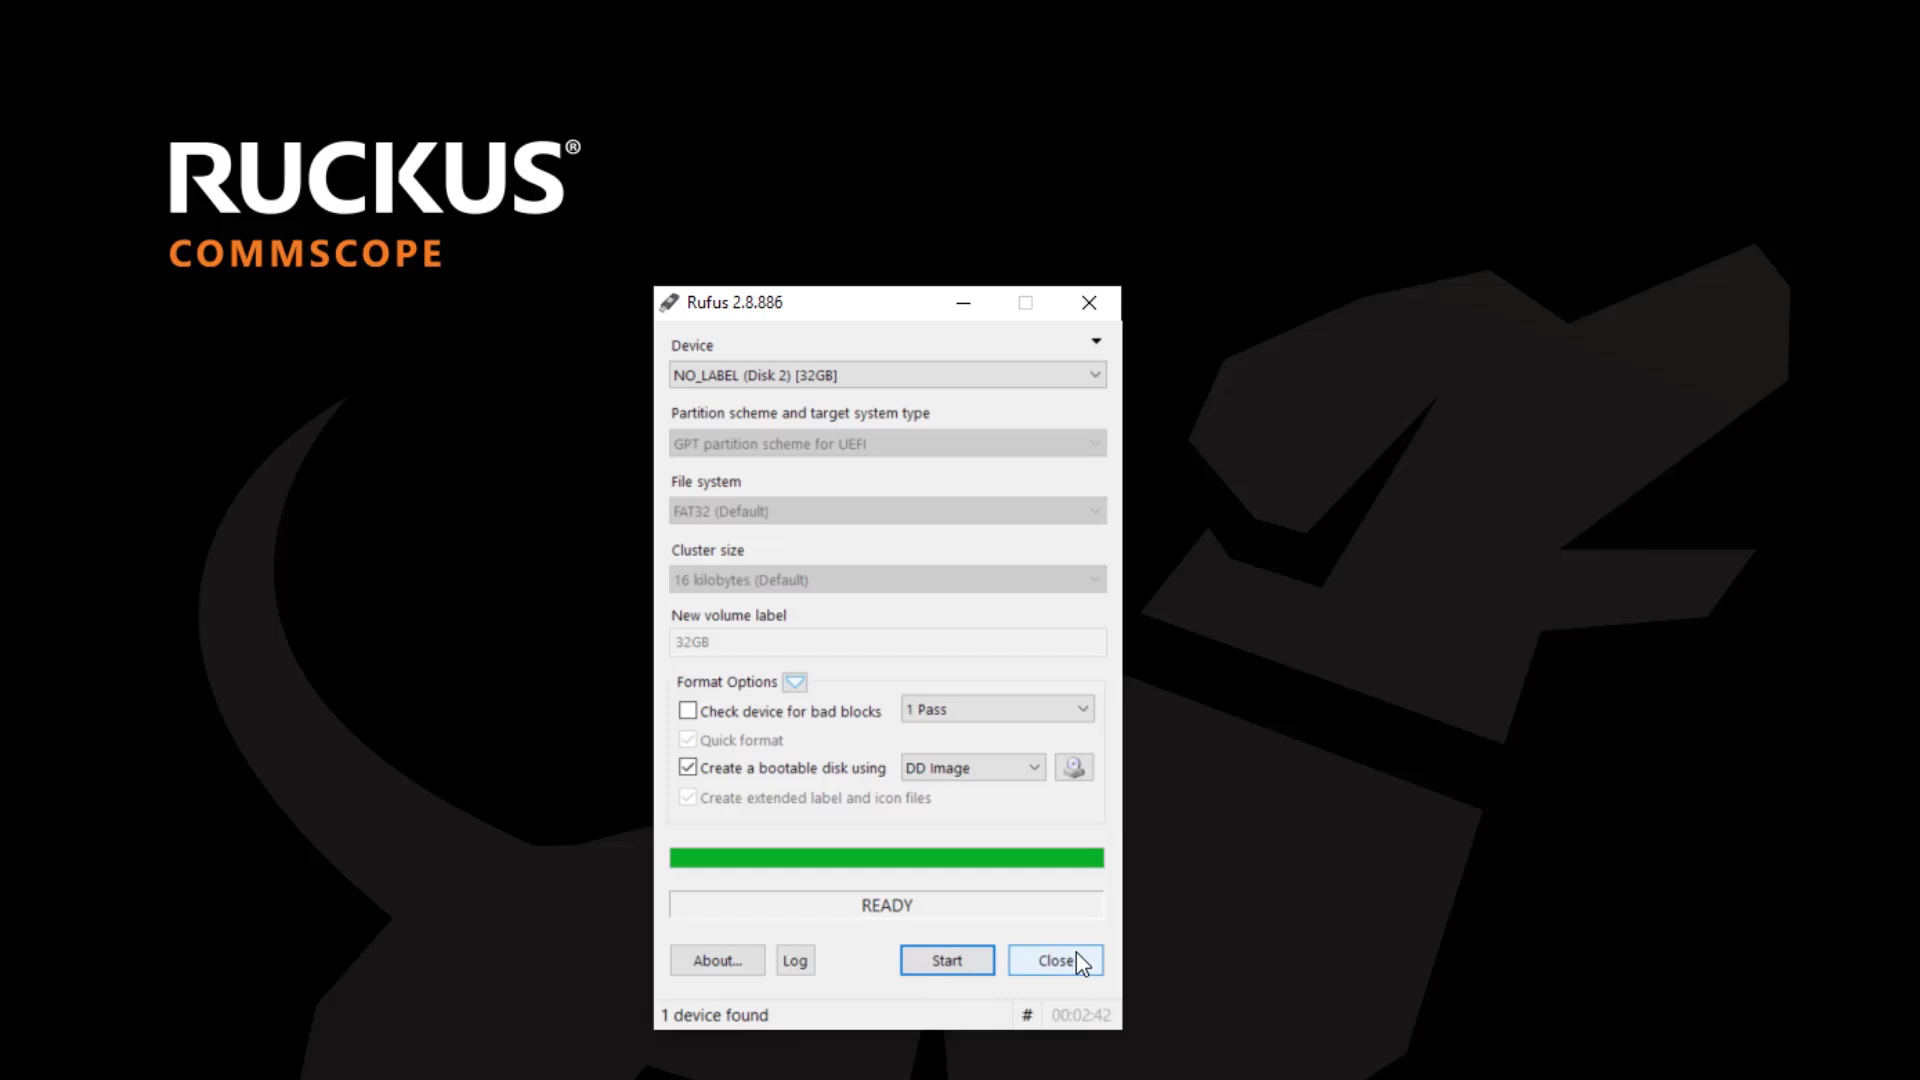 RUCKUS®
COMMSCOPE
Rufus 2.8.886
Device
NO_LABEL (Disk 2) [32GB]
Partition scheme and target system type
GPT partition scheme for UEFI
File system
FAT32 (Default)
Cluster size
16 kilobytes (Default)
New volume label
32GB
Format Options
Check device for bad blocks 1 Pass
Quick format
Create a bootable disk using DD Image
Create extended label and icon files
READY
About... Log Start Close
1 device found # 00:02:42